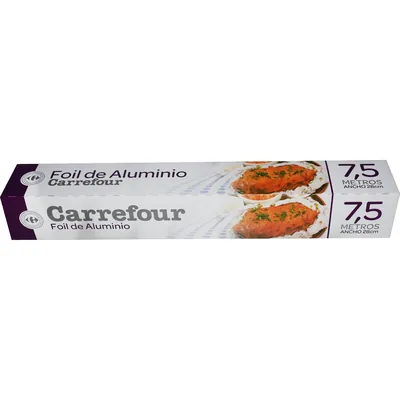 Foil de Aluminio
Carrefour
7,5
METROS
ANCHO 28cm
Carrefour
Foil de Aluminio
7,5
METROS
ANCHO 28cm